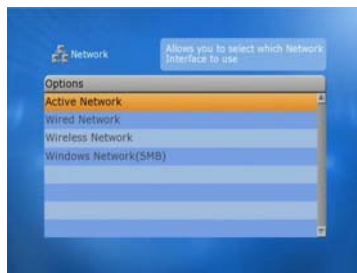 Network
Allows you to select which Network
Interface to use
Options
Active Network
Wired Network
Wireless Network
Windows Network(SMB)